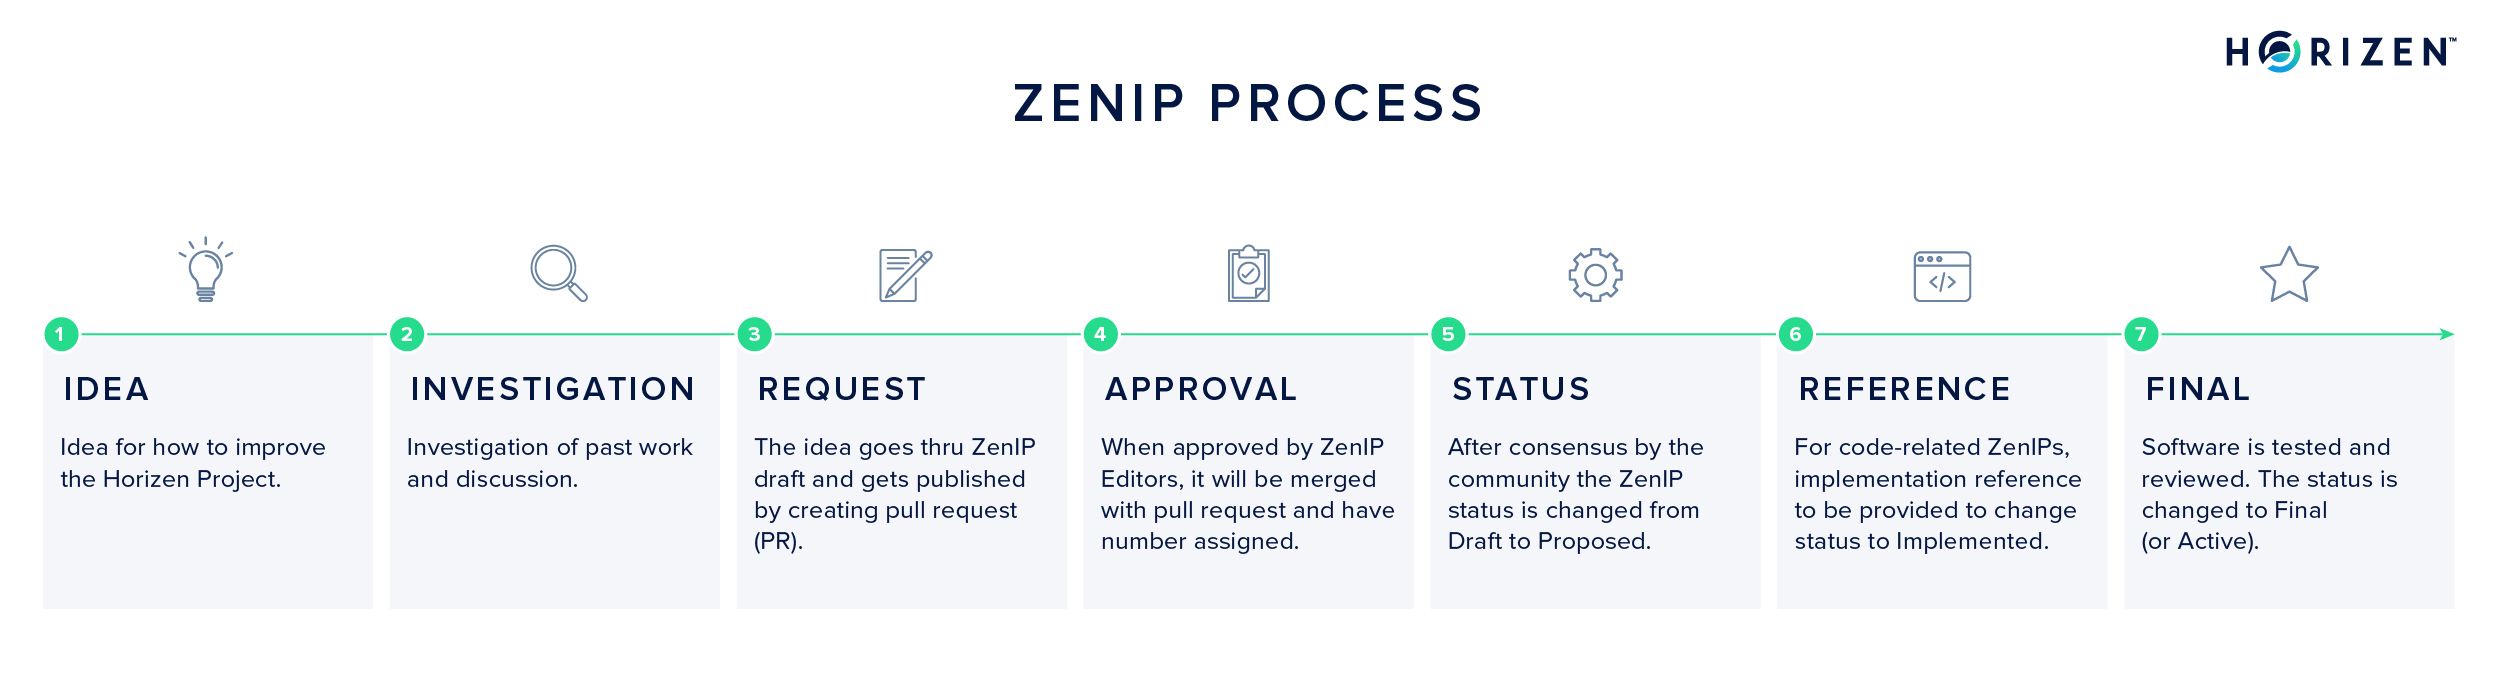 HORIZEN™
ZENIP PROCESS
1
2
3
4
5
6
7
IDEA
Idea for how to improve
the Horizen Project.
INVESTIGATION
Investigation of past work
and discussion.
REQUEST
The idea goes thru ZenIP
draft and gets published
by creating pull request
(PR).
APPROVAL
When approved by ZenIP
Editors, it will be merged
with pull request and have
number assigned.
STATUS
After consensus by the
community the ZenIP
status is changed from
Draft to Proposed.
REFERENCE
For code-related ZenIPs,
implementation reference
to be provided to change
status to Implemented.
FINAL
Software is tested and
reviewed. The status is
changed to Final
(or Active).